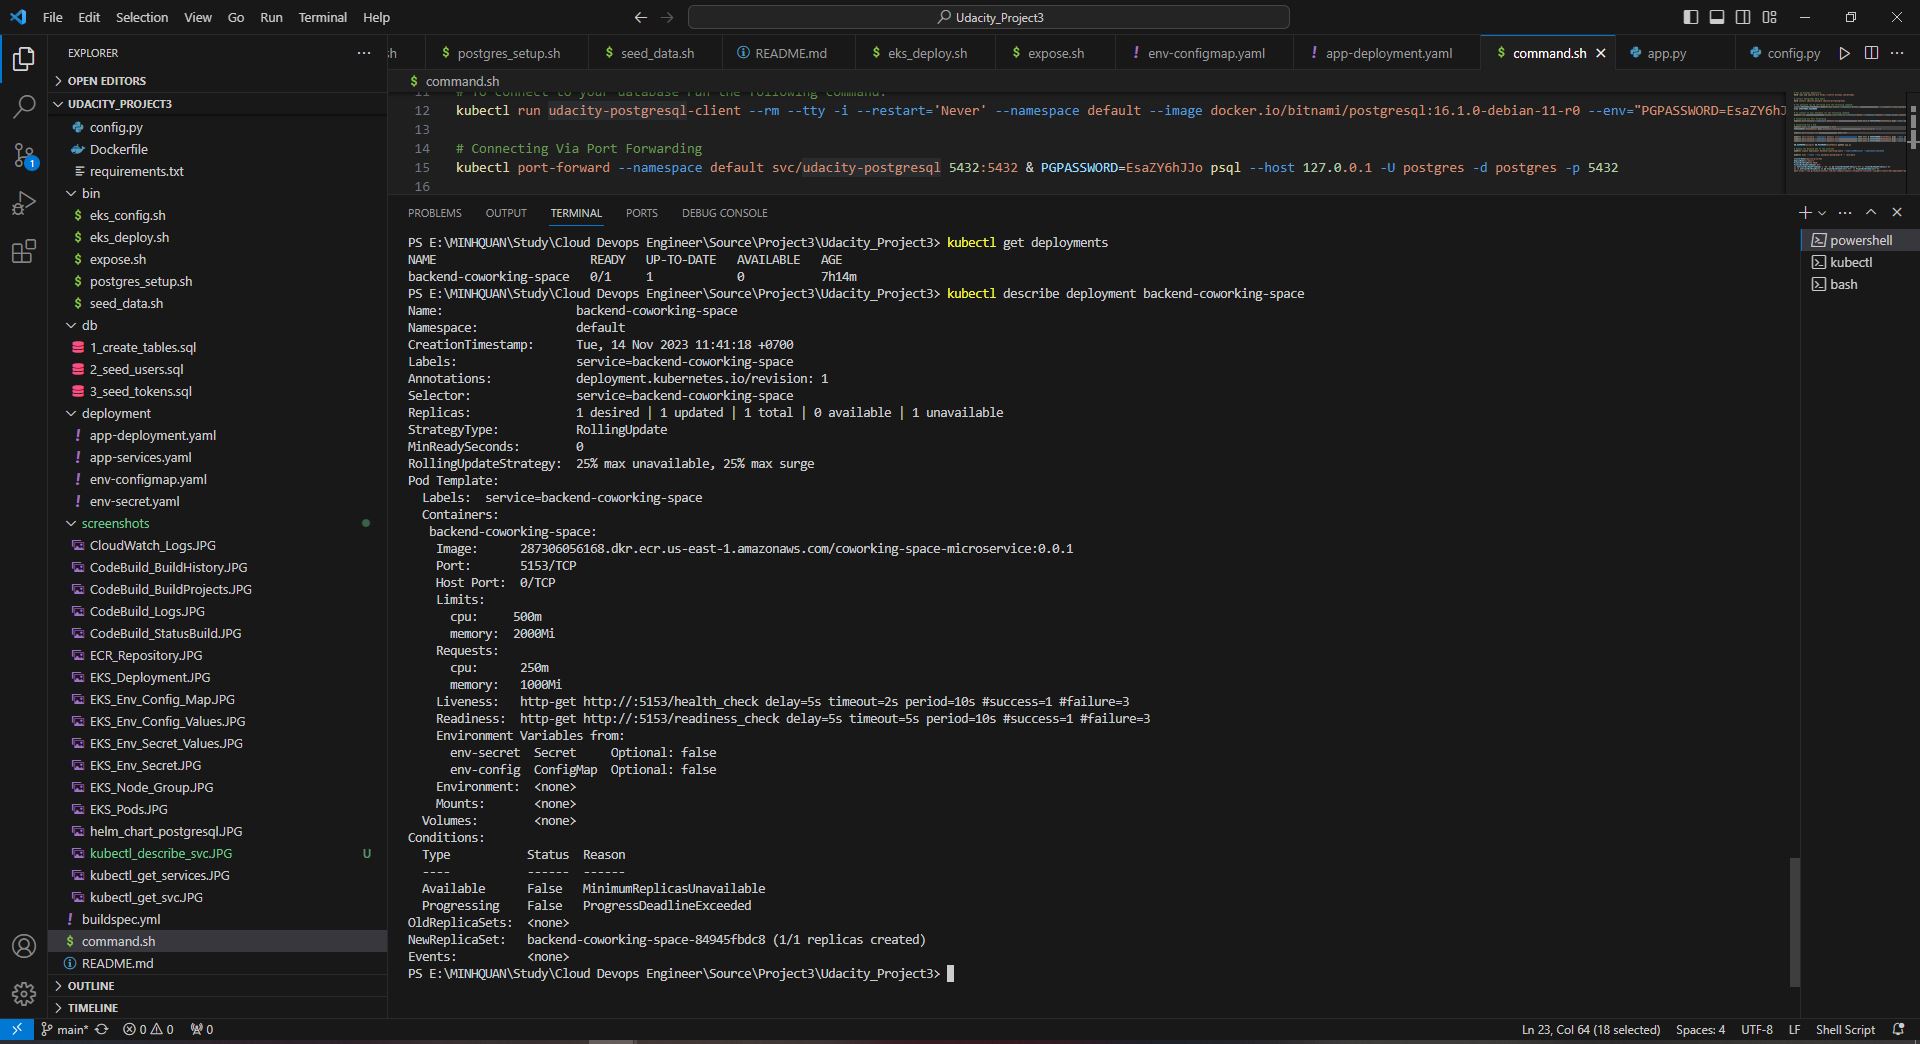 File Edit Selection View Go Run Terminal Help
Udacity_Project3
EXPLORER
OPEN EDITORS
UDACITY_PROJECT3
config.py
Dockerfile
requirements.txt
bin
eks_config.sh
eks_deploy.sh
expose.sh
postgres_setup.sh
seed_data.sh
db
1_create_tables.sql
2_seed_users.sql
3_seed_tokens.sql
deployment
app-deployment.yaml
app-services.yaml
env-configmap.yaml
env-secret.yaml
screenshots
CloudWatch_Logs.JPG
CodeBuild_BuildHistory.JPG
CodeBuild_BuildProjects.JPG
CodeBuild_Logs.JPG
CodeBuild_StatusBuild.JPG
ECR_Repository.JPG
EKS_Deployment.JPG
EKS_Env_Config_Map.JPG
EKS_Env_Config_Values.JPG
EKS_Env_Secret_Values.JPG
EKS_Env_Secret.JPG
EKS_Node_Group.JPG
EKS_Pods.JPG
helm_chart_postgresql.JPG
kubectl_describe_svc.JPG U
kubectl_get_services.JPG
kubectl_get_svc.JPG
buildspec.yml
command.sh
README.md
OUTLINE
TIMELINE
sh postgres_setup.sh seed_data.sh README.md eks_deploy.sh expose.sh env-configmap.yaml app-deployment.yaml command.sh app.py config.py
command.sh
11 # To connect to your database run the following command:
12 kubectl run udacity-postgresql-client --rm --tty -i --restart='Never' --namespace default --image docker.io/bitnami/postgresql:16.1.0-debian-11-r0 --env="PGPASSWORD=EsaZY6hJ
13
14 # Connecting Via Port Forwarding
15 kubectl port-forward --namespace default svc/udacity-postgresql 5432:5432 & PGPASSWORD=EsaZY6hJJo psql --host 127.0.0.1 -U postgres -d postgres -p 5432
16
PROBLEMS OUTPUT TERMINAL PORTS DEBUG CONSOLE
powershell
kubectl
bash
PS E:\MINHQUAN\Study\Cloud Devops Engineer\Source\Project3\Udacity_Project3> kubectl get deployments
NAME READY UP-TO-DATE AVAILABLE AGE
backend-coworking-space 0/1 1 0 7h14m
PS E:\MINHQUAN\Study\Cloud Devops Engineer\Source\Project3\Udacity_Project3> kubectl describe deployment backend-coworking-space
Name: backend-coworking-space
Namespace: default
CreationTimestamp: Tue, 14 Nov 2023 11:41:18 +0700
Labels: service=backend-coworking-space
Annotations: deployment.kubernetes.io/revision: 1
Selector: service=backend-coworking-space
Replicas: 1 desired | 1 updated | 1 total | 0 available | 1 unavailable
StrategyType: RollingUpdate
MinReadySeconds: 0
RollingUpdateStrategy: 25% max unavailable, 25% max surge
Pod Template:
Labels: service=backend-coworking-space
Containers:
backend-coworking-space:
Image: 287306056168.dkr.ecr.us-east-1.amazonaws.com/coworking-space-microservice:0.0.1
Port: 5153/TCP
Host Port: 0/TCP
Limits:
cpu: 500m
memory: 2000Mi
Requests:
cpu: 250m
memory: 1000Mi
Liveness: http-get http://:5153/health_check delay=5s timeout=2s period=10s #success=1 #failure=3
Readiness: http-get http://:5153/readiness_check delay=5s timeout=5s period=10s #success=1 #failure=3
Environment Variables from:
env-secret Secret Optional: false
env-config ConfigMap Optional: false
Environment: <none>
Mounts: <none>
Volumes: <none>
Conditions:
Type Status Reason
---- ------ ------
Available False MinimumReplicasUnavailable
Progressing False ProgressDeadlineExceeded
OldReplicaSets: <none>
NewReplicaSet: backend-coworking-space-84945fbdc8 (1/1 replicas created)
Events: <none>
PS E:\MINHQUAN\Study\Cloud Devops Engineer\Source\Project3\Udacity_Project3>
main* 0 0 0 Ln 23, Col 64 (18 selected) Spaces: 4 UTF-8 LF Shell Script